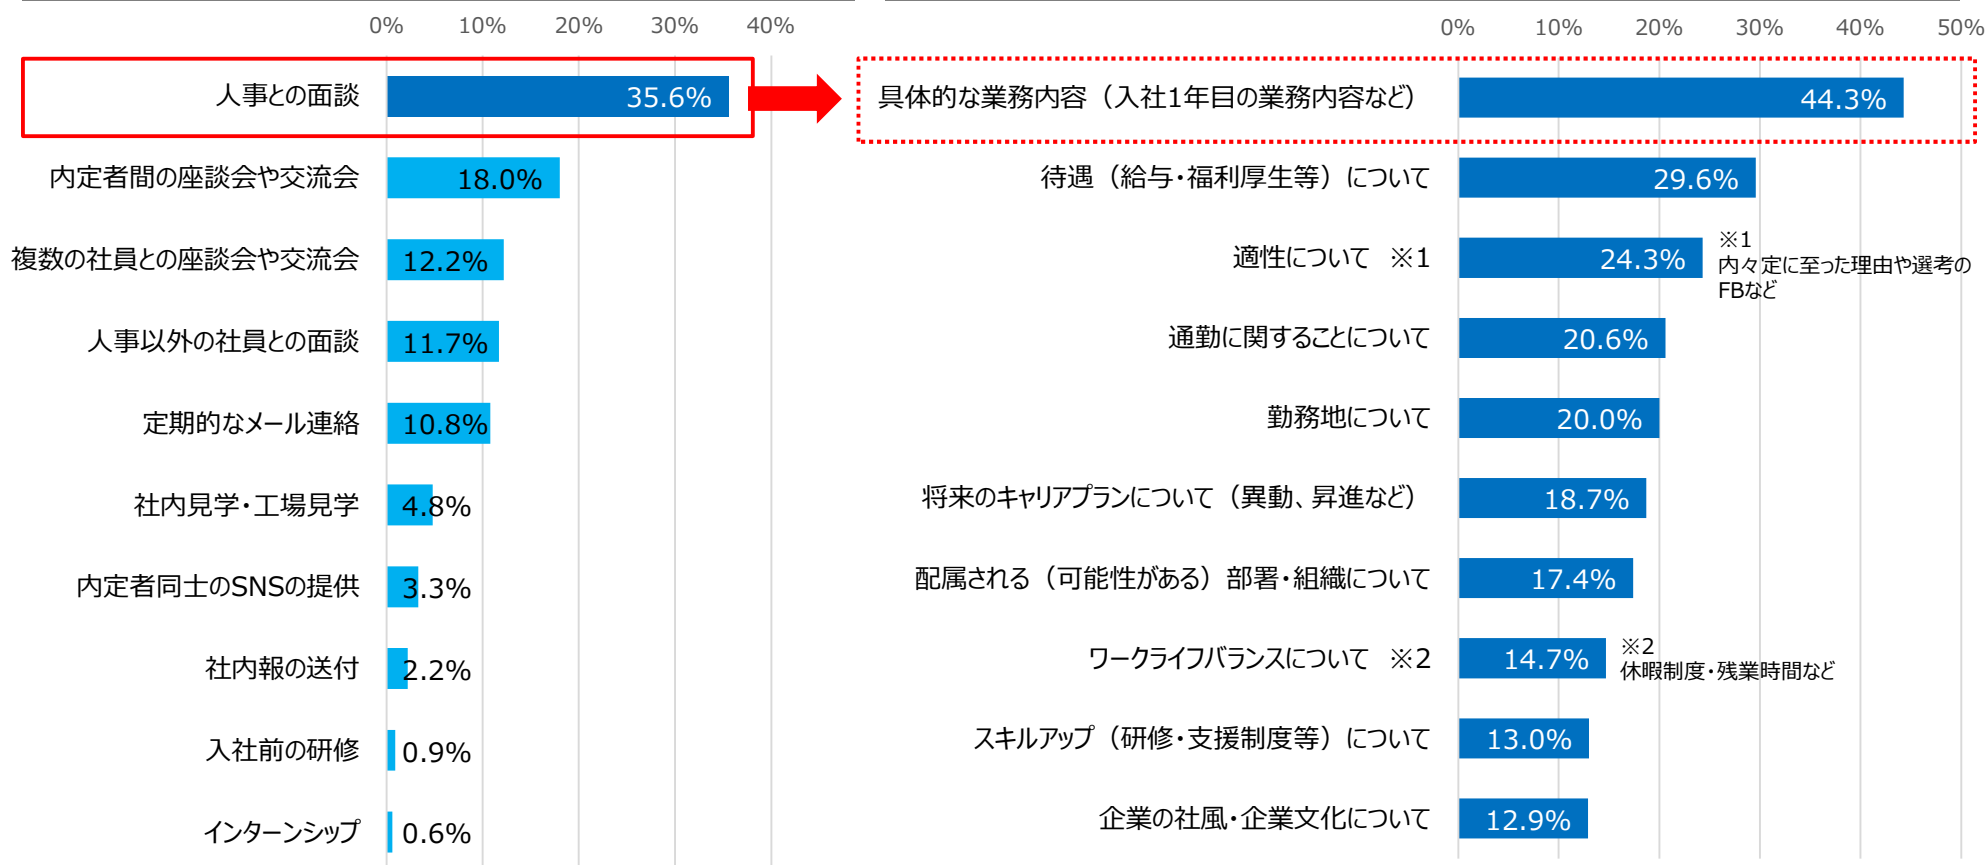 0% 10% 20% 30% 40%
人事との面談 35.6%
内定者間の座談会や交流会 18.0%
複数の社員との座談会や交流会 12.2%
人事以外の社員との面談 11.7%
定期的なメール連絡 10.8%
社内見学・工場見学 4.8%
内定者同士のSNSの提供 3.3%
社内報の送付 2.2%
入社前の研修 0.9%
インターンシップ 0.6%
0% 10% 20% 30% 40% 50%
具体的な業務内容（入社1年目の業務内容など） 44.3%
待遇（給与・福利厚生等）について 29.6%
適性について ※1 24.3%
※1
内々定に至った理由や選考の
FBなど
通勤に関することについて 20.6%
勤務地について 20.0%
将来のキャリアプランについて（異動、昇進など） 18.7%
配属される（可能性がある）部署・組織について 17.4%
ワークライフバランスについて ※2 14.7%
※2
休暇制度・残業時間など
スキルアップ（研修・支援制度等）について 13.0%
企業の社風・企業文化について 12.9%